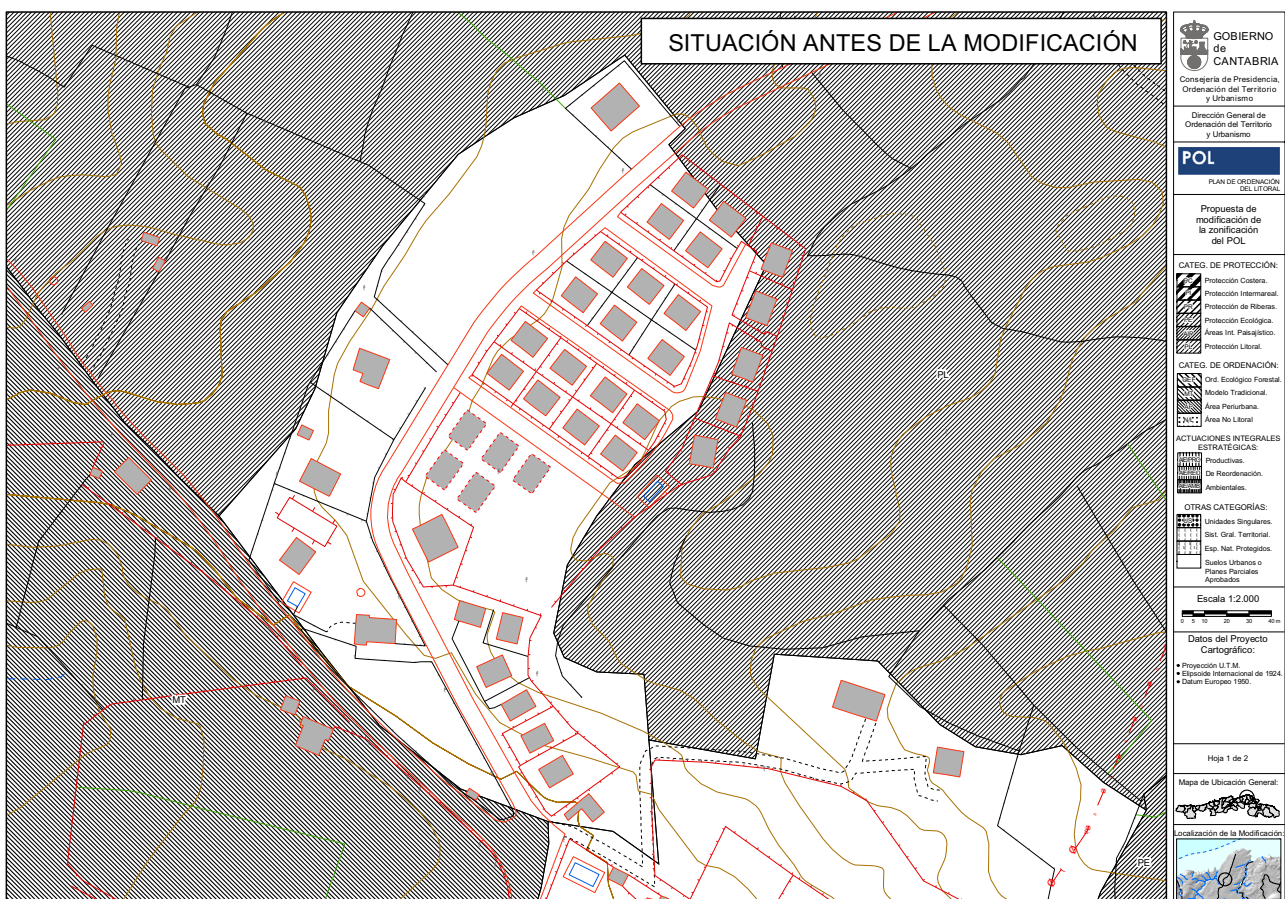 SITUACIÓN ANTES DE LA MODIFICACIÓN
PL
MT
PE
GOBIERNO
de
CANTABRIA
Consejería de Presidencia,
Ordenación del Territorio
y Urbanismo
Dirección General de
Ordenación del Territorio
y Urbanismo
POL
PLAN DE ORDENACIÓN
DEL LITORAL
Propuesta de
modificación de
la zonificación
del POL
CATEG. DE PROTECCIÓN:
Protección Costera.
Protección Intermareal.
Protección de Riberas.
Protección Ecológica.
Áreas Int. Paisajístico.
Protección Litoral.
CATEG. DE ORDENACIÓN:
Ord. Ecológico Forestal.
Modelo Tradicional.
Área Periurbana.
Área No Litoral
ACTUACIONES INTEGRALES
ESTRATÉGICAS:
Productivas.
De Reordenación.
Ambientales.
OTRAS CATEGORÍAS:
Unidades Singulares.
Sist. Gral. Territorial.
Esp. Nat. Protegidos.
Suelos Urbanos o
Planes Parciales
Aprobados
Escala 1:2.000
0 5 10 20 30 40 m
Datos del Proyecto
Cartográfico:
• Proyección U.T.M.
• Elipsoide Internacional de 1924.
• Datum Europeo 1950.
Hoja 1 de 2
Mapa de Ubicación General:
Localización de la Modificación: